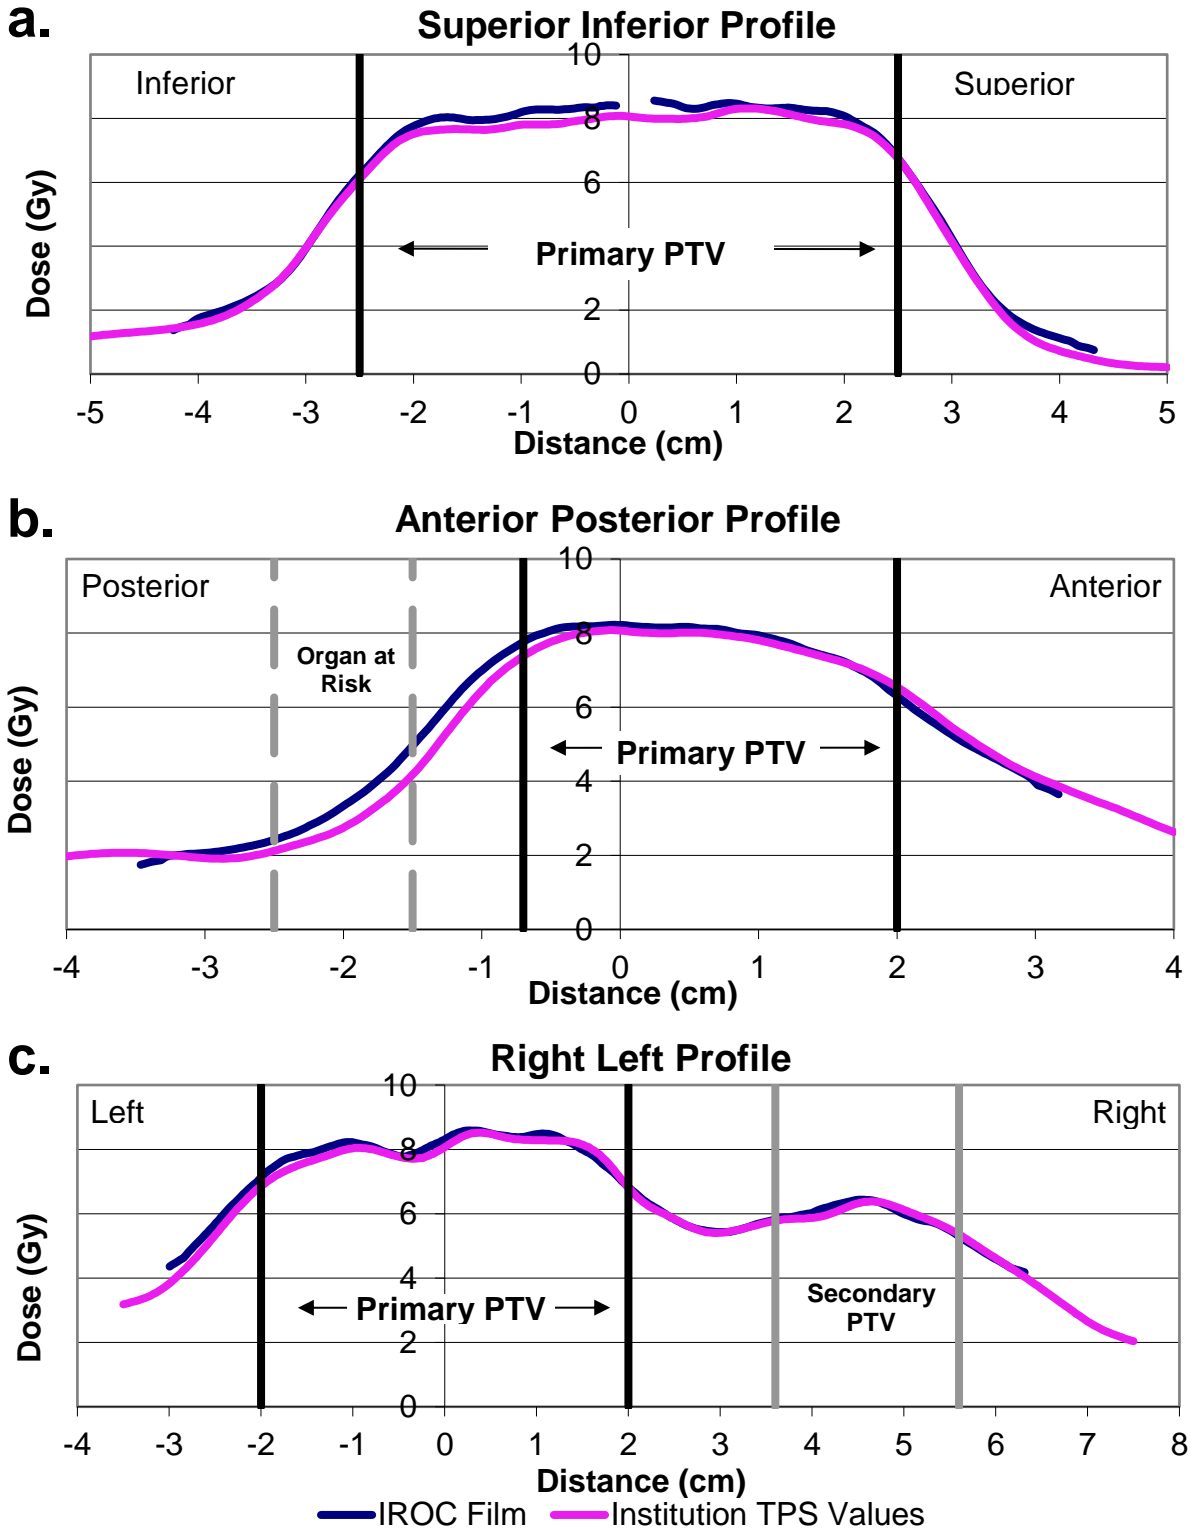 a.
Superior Inferior Profile
Inferior
Superior
Primary PTV
Dose (Gy)
10
8
6
4
2
0
-5 -4 -3 -2 -1 0 1 2 3 4 5
Distance (cm)
b.
Anterior Posterior Profile
Posterior
Anterior
Organ at
Risk
Primary PTV
Dose (Gy)
10
8
6
4
2
0
-4 -3 -2 -1 0 1 2 3 4
Distance (cm)
c.
Right Left Profile
Left
Right
Primary PTV
Secondary
PTV
Dose (Gy)
10
8
6
4
2
0
-4 -3 -2 -1 0 1 2 3 4 5 6 7 8
Distance (cm)
IROC Film Institution TPS Values